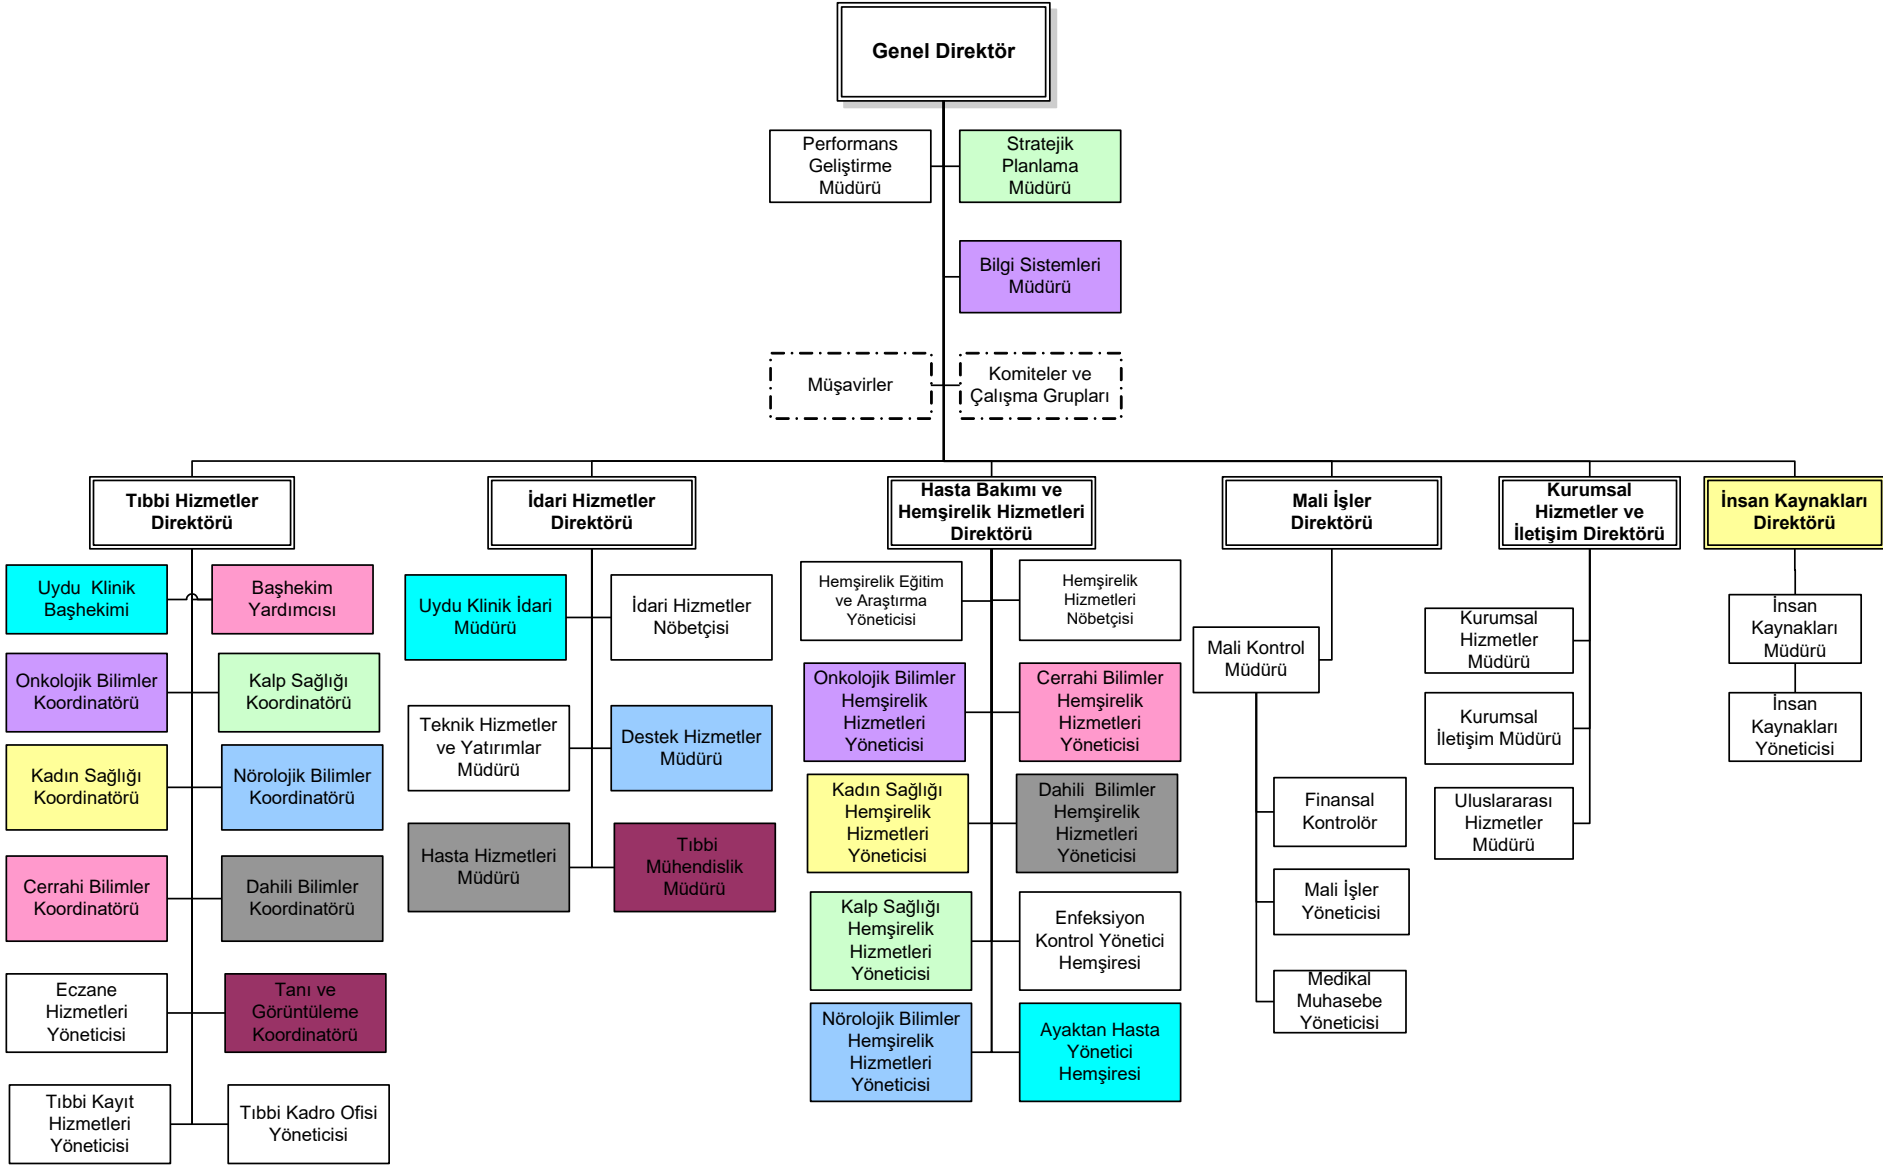 Genel Direktör
Performans
Geliştirme
Müdürü
Stratejik
Planlama
Müdürü
Bilgi Sistemleri
Müdürü
Müşavirler
Komiteler ve
Çalışma Grupları
Tıbbi Hizmetler
Direktörü
İdari Hizmetler
Direktörü
Hasta Bakımı ve
Hemşirelik Hizmetleri
Direktörü
Mali İşler
Direktörü
Kurumsal
Hizmetler ve
İletişim Direktörü
İnsan Kaynakları
Direktörü
Uydu Klinik
Başhekimi
Başhekim
Yardımcısı
Onkolojik Bilimler
Koordinatörü
Kalp Sağlığı
Koordinatörü
Kadın Sağlığı
Koordinatörü
Nörolojik Bilimler
Koordinatörü
Cerrahi Bilimler
Koordinatörü
Dahili Bilimler
Koordinatörü
Eczane
Hizmetleri
Yöneticisi
Tanı ve
Görüntüleme
Koordinatörü
Tıbbi Kayıt
Hizmetleri
Yöneticisi
Tıbbi Kadro Ofisi
Yöneticisi
Uydu Klinik İdari
Müdürü
İdari Hizmetler
Nöbetçisi
Teknik Hizmetler
ve Yatırımlar
Müdürü
Destek Hizmetler
Müdürü
Hasta Hizmetleri
Müdürü
Tıbbi
Mühendislik
Müdürü
Hemşirelik Eğitim
ve Araştırma
Yöneticisi
Hemşirelik
Hizmetleri
Nöbetçisi
Onkolojik Bilimler
Hemşirelik
Hizmetleri
Yöneticisi
Cerrahi Bilimler
Hemşirelik
Hizmetleri
Yöneticisi
Kadın Sağlığı
Hemşirelik
Hizmetleri
Yöneticisi
Dahili Bilimler
Hemşirelik
Hizmetleri
Yöneticisi
Kalp Sağlığı
Hemşirelik
Hizmetleri
Yöneticisi
Enfeksiyon
Kontrol Yönetici
Hemşiresi
Nörolojik Bilimler
Hemşirelik
Hizmetleri
Yöneticisi
Ayaktan Hasta
Yönetici
Hemşiresi
Mali Kontrol
Müdürü
Finansal
Kontrolör
Mali İşler
Yöneticisi
Medikal
Muhasebe
Yöneticisi
Kurumsal
Hizmetler
Müdürü
Kurumsal
İletişim Müdürü
Uluslararası
Hizmetler
Müdürü
İnsan
Kaynakları
Müdürü
İnsan
Kaynakları
Yöneticisi